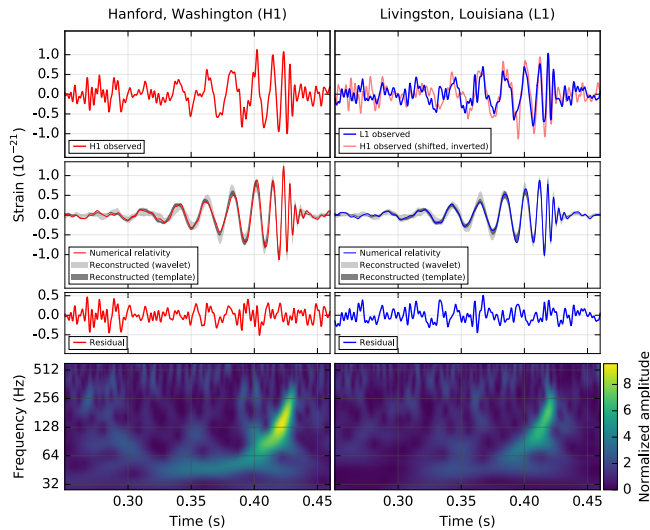 Hanford, Washington (H1)
Livingston, Louisiana (L1)
Strain (10⁻²¹)
1.0
0.5
0.0
-0.5
-1.0
H1 observed
L1 observed
H1 observed (shifted, inverted)
1.0
0.5
0.0
-0.5
-1.0
Numerical relativity
Reconstructed (wavelet)
Reconstructed (template)
Numerical relativity
Reconstructed (wavelet)
Reconstructed (template)
0.5
0.0
-0.5
Residual
Residual
Frequency (Hz)
512
256
128
64
32
0.30
0.35
0.40
0.45
0.30
0.35
0.40
0.45
Time (s)
Time (s)
8
6
4
2
0
Normalized amplitude